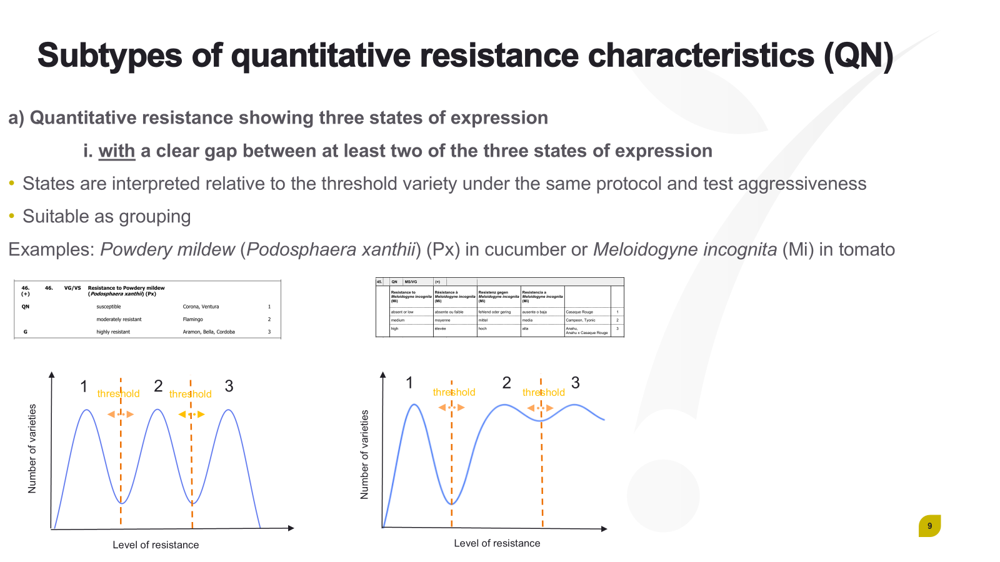 Subtypes of quantitative resistance characteristics (QN)
a) Quantitative resistance showing three states of expression
i. with a clear gap between at least two of the three states of expression
• States are interpreted relative to the threshold variety under the same protocol and test aggressiveness
• Suitable as grouping
Examples: Powdery mildew (Podosphaera xanthii) (Px) in cucumber or Meloidogyne incognita (Mi) in tomato
46. 46. VG/VS Resistance to Powdery mildew
(+) (Podosphaera xanthii) (Px)
QN susceptible Corona, Ventura 1
moderately resistant Flamingo 2
G highly resistant Aramon, Bella, Cordoba 3
45. QN MS/VG (+)
Resistance to Résistance à Resistenz gegen Resistencia a
Meloidogyne incognita Meloidogyne incognita Meloidogyne incognita Meloidogyne incognita
(Mi) (Mi) (Mi) (Mi)
absent or low absente ou faible fehlend oder gering ausente o baja Casaque Rouge 1
medium moyenne mittel media Campeon, Tyonic 2
high élevée hoch alta Anahu, 3
Anahu x Casaque Rouge
1 2 3
threshold threshold
Number of varieties
Level of resistance
1 2 3
threshold threshold
Number of varieties
Level of resistance
9